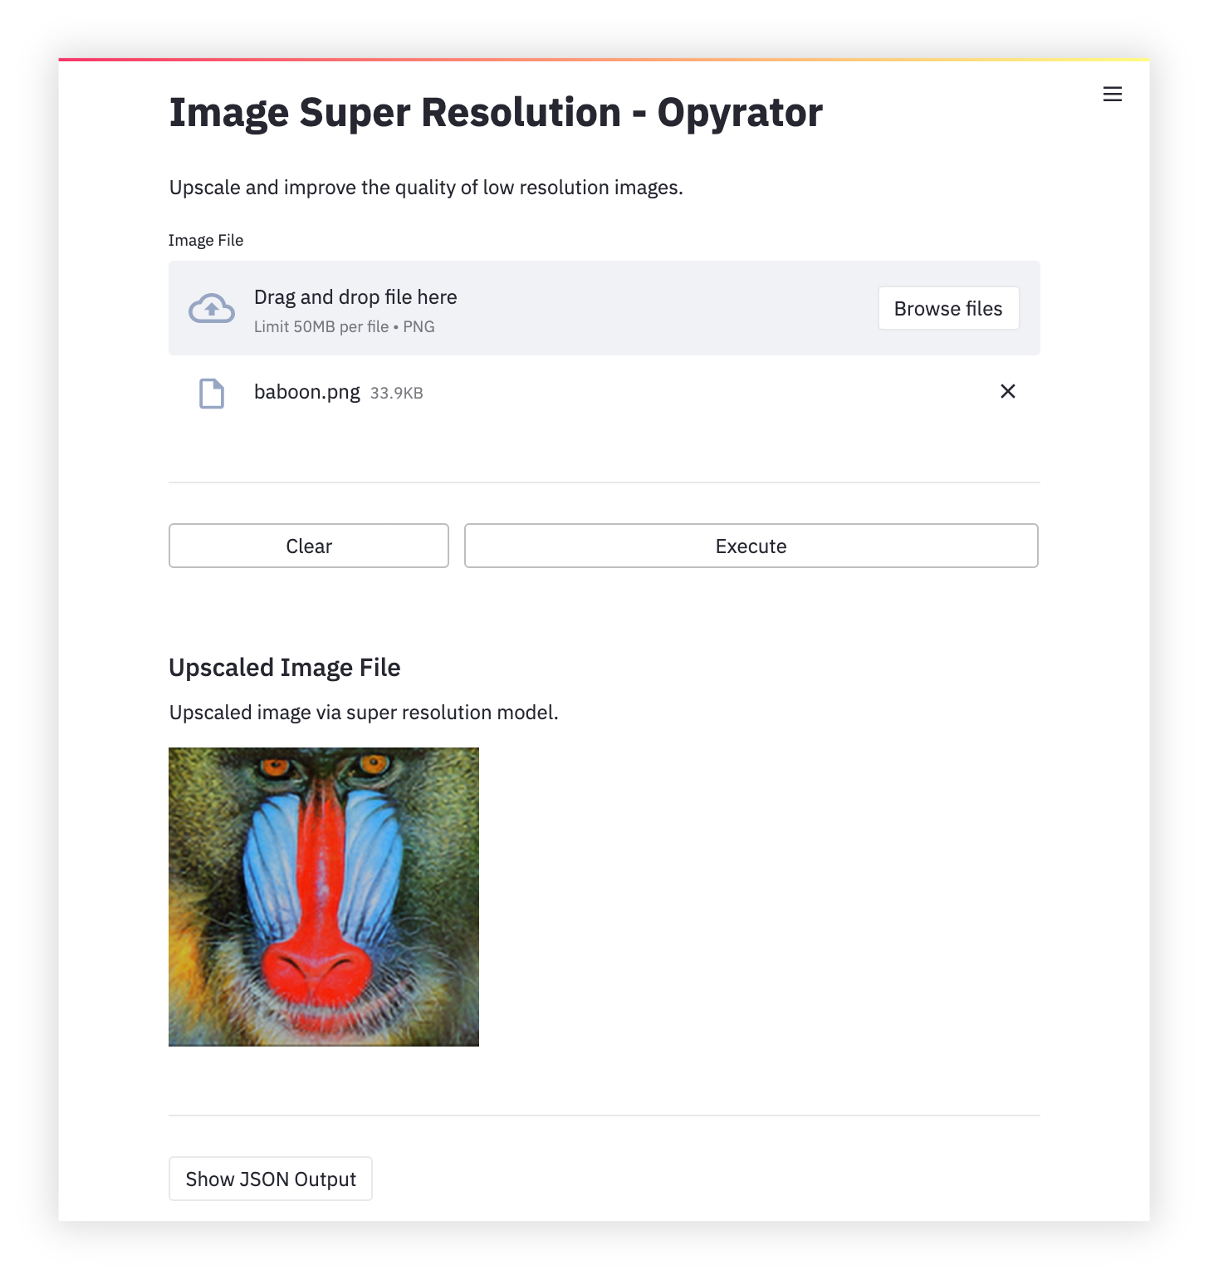 Image Super Resolution - Opyrator
Upscale and improve the quality of low resolution images.
Image File
Drag and drop file here
Limit 50MB per file • PNG
Browse files
baboon.png 33.9KB
Clear
Execute
Upscaled Image File
Upscaled image via super resolution model.
Show JSON Output